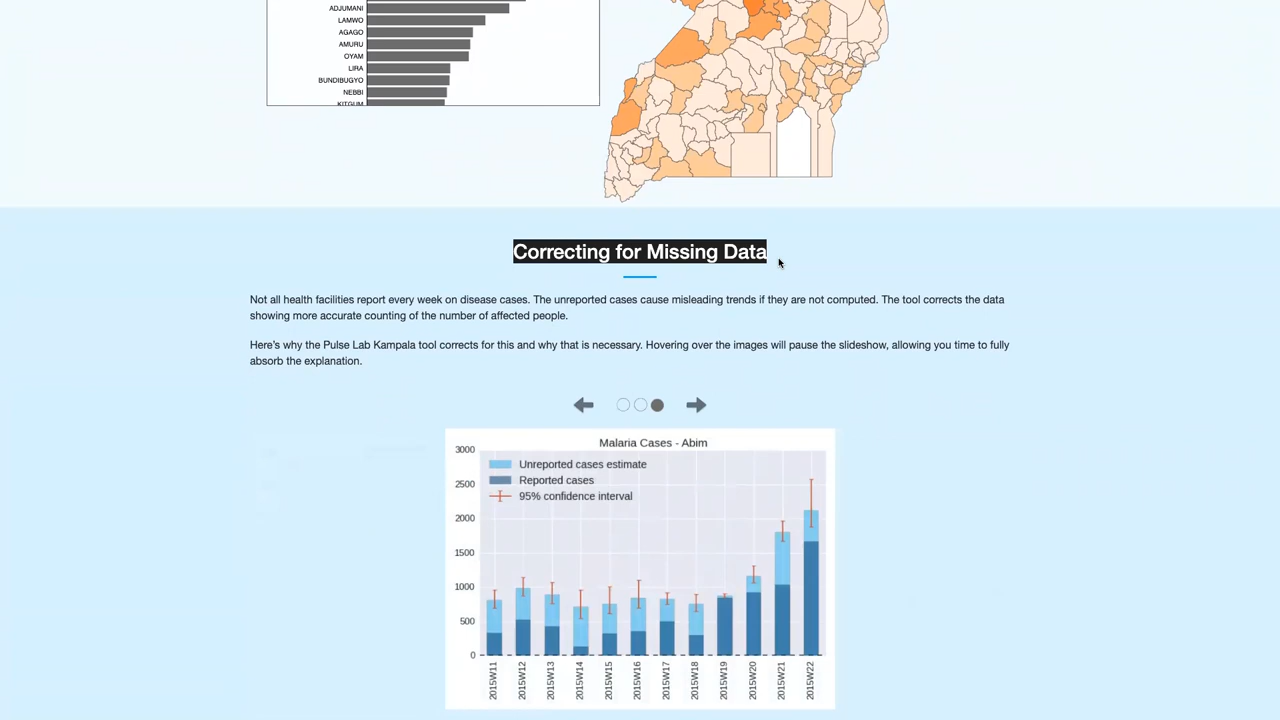 ADJUMANI
LAMWO
AGAGO
AMURU
OYAM
LIRA
BUNDIBUGYO
NEBBI
KITGUM
Correcting for Missing Data
Not all health facilities report every week on disease cases. The unreported cases cause misleading trends if they are not computed. The tool corrects the data
showing more accurate counting of the number of affected people.
Here's why the Pulse Lab Kampala tool corrects for this and why that is necessary. Hovering over the images will pause the slideshow, allowing you time to fully
absorb the explanation.
Malaria Cases - Abim
Unreported cases estimate
Reported cases
95% confidence interval
3000
2500
2000
1500
1000
500
0
2015W11
2015W12
2015W13
2015W14
2015W15
2015W16
2015W17
2015W18
2015W19
2015W20
2015W21
2015W22